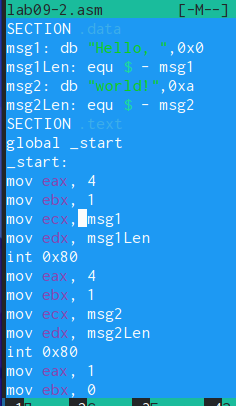 lab09-2.asm [-M--]
SECTION .data
msg1: db "Hello, ",0x0
msg1Len: equ $ - msg1
msg2: db "world!",0xa
msg2Len: equ $ - msg2
SECTION .text
global _start
_start:
mov eax, 4
mov ebx, 1
mov ecx, msg1
mov edx, msg1Len
int 0x80
mov eax, 4
mov ebx, 1
mov ecx, msg2
mov edx, msg2Len
int 0x80
mov eax, 1
mov ebx, 0